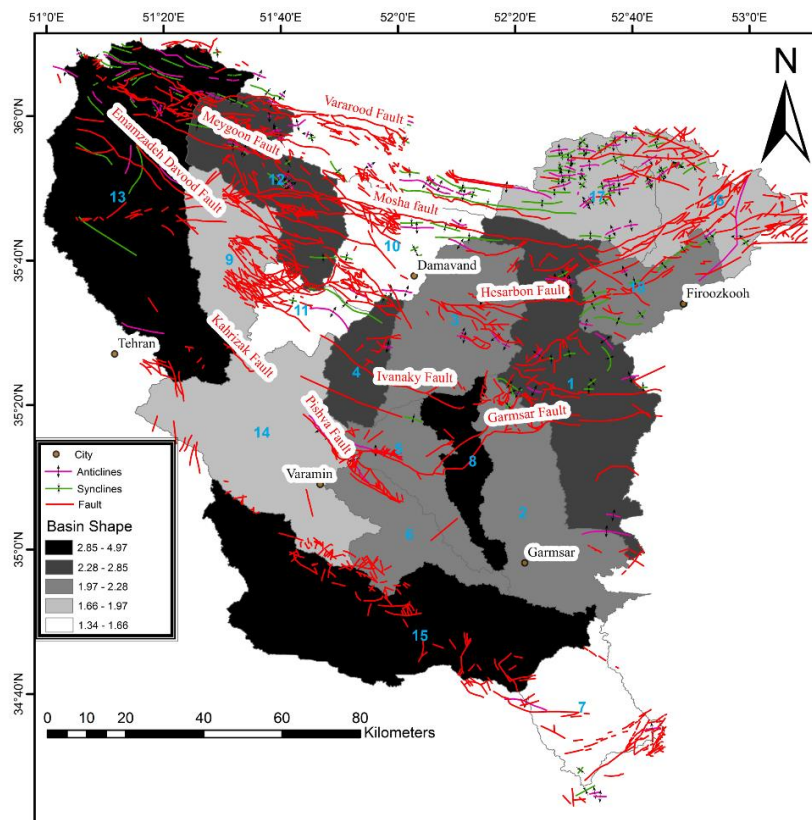 51°0' 51°20' 51°40' 52°0' 52°20' 52°40' 53°0'
36°0'N
35°40'N
35°20'N
35°0'N
34°40'N
N
Vararood Fault
Meygoon Fault
Emamzadeh Davood Fault
Mosha fault
Damavand
Hesarbon Fault
Firoozkooh
Kahrizak Fault
Tehran
Ivanaky Fault
Garmsar Fault
Pishva Fault
Varamin
Garmsar
17
13
12
10
9
11
4
1
14
8
2
6
15
7
City
Anticlines
Synclines
Fault
Basin Shape
2.85 - 4.97
2.28 - 2.85
1.97 - 2.28
1.66 - 1.97
1.34 - 1.66
0 10 20 40 60 80
Kilometers